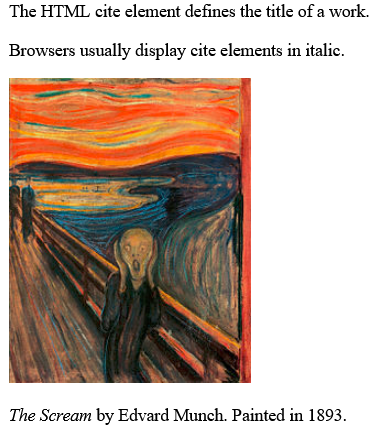 The HTML cite element defines the title of a work.
Browsers usually display cite elements in italic.
The Scream by Edvard Munch. Painted in 1893.